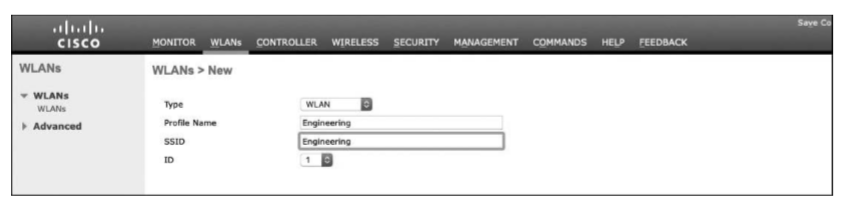 Save Co
CISCO
MONITOR WLANs CONTROLLER WIRELESS SECURITY MANAGEMENT COMMANDS HELP FEEDBACK
WLANs
WLANs > New
WLANs
WLANs
Advanced
Type WLAN
Profile Name Engineering
SSID Engineering
ID 1